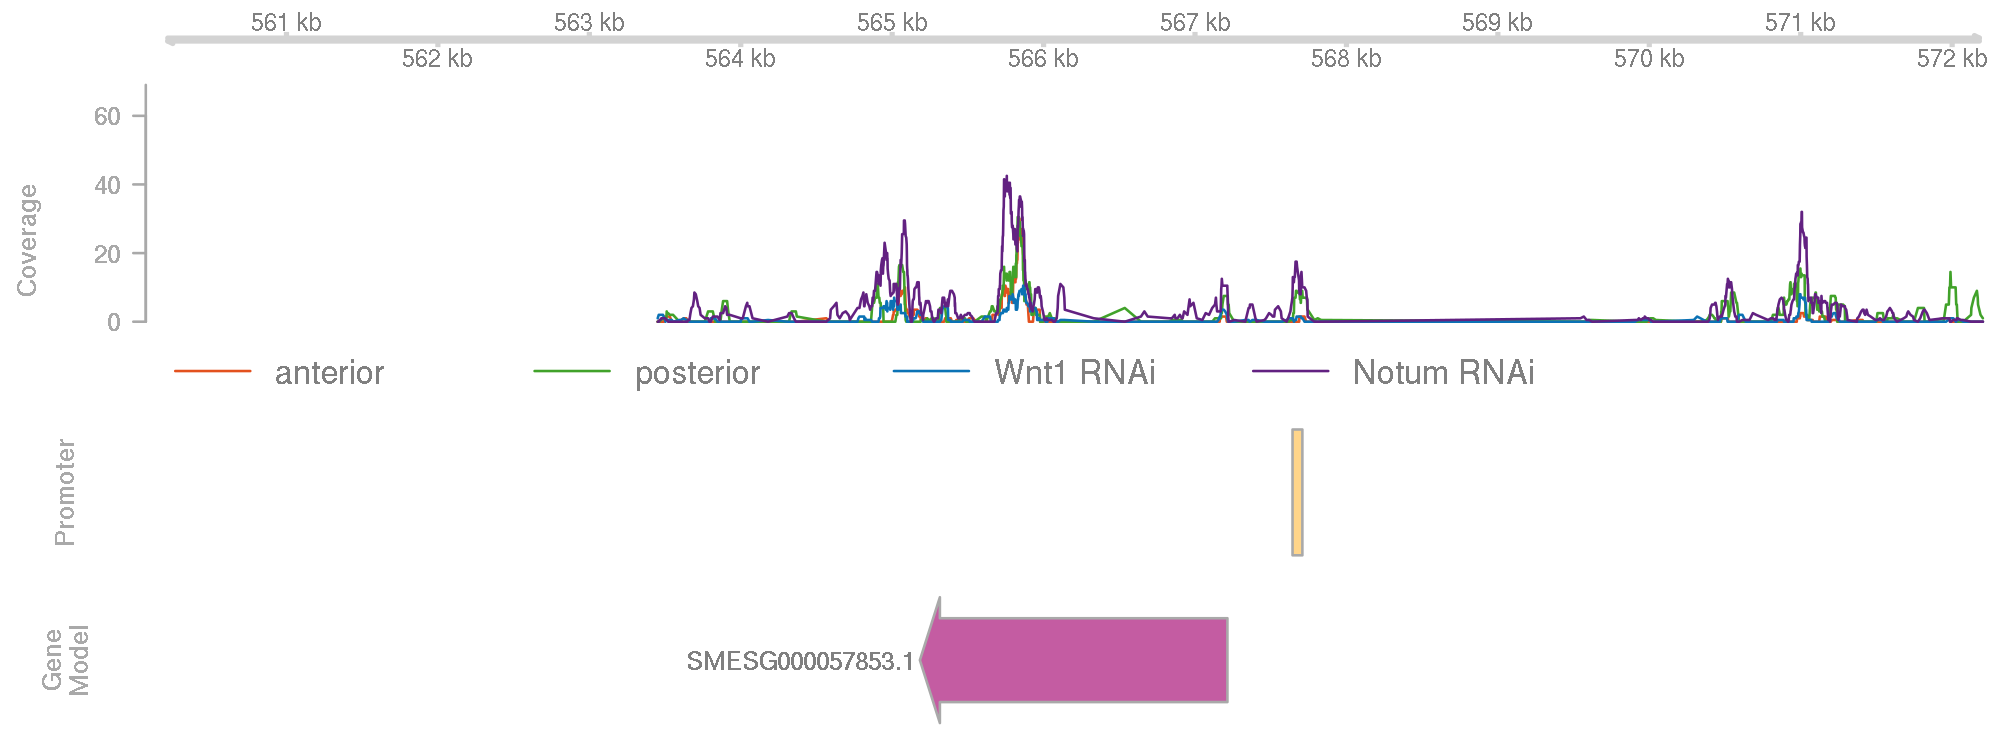 561 kb 563 kb 565 kb 567 kb 569 kb 571 kb
562 kb 564 kb 566 kb 568 kb 570 kb 572 kb
Coverage
60
40
20
0
anterior posterior Wnt1 RNAi Notum RNAi
Promoter
Gene
Model
SMESG000057853.1